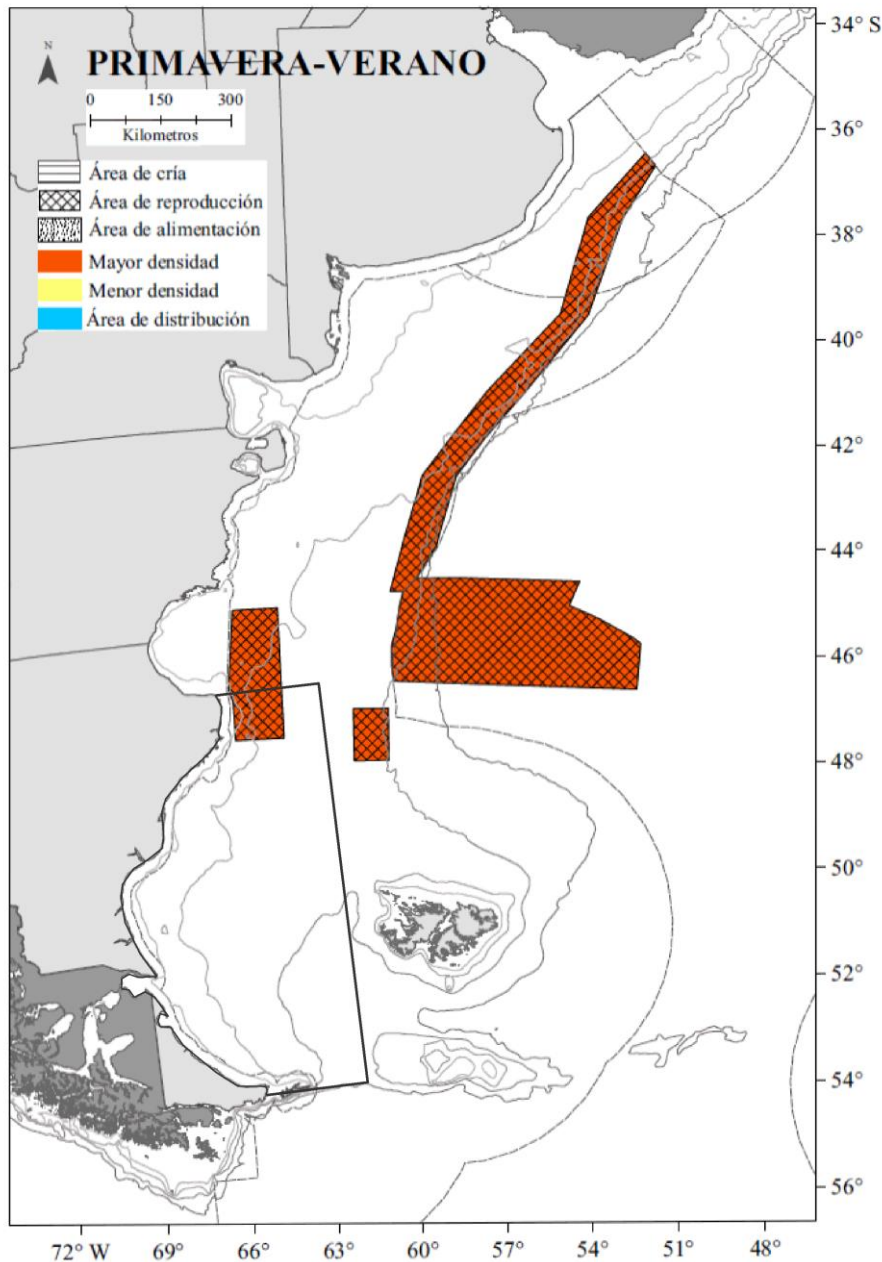 N
PRIMAVERA-VERANO
0 150 300
Kilometros
Área de cría
Área de reproducción
Área de alimentación
Mayor densidad
Menor densidad
Área de distribución
34° S
36°
38°
40°
42°
44°
46°
48°
50°
52°
54°
56°
72° W 69° 66° 63° 60° 57° 54° 51° 48°